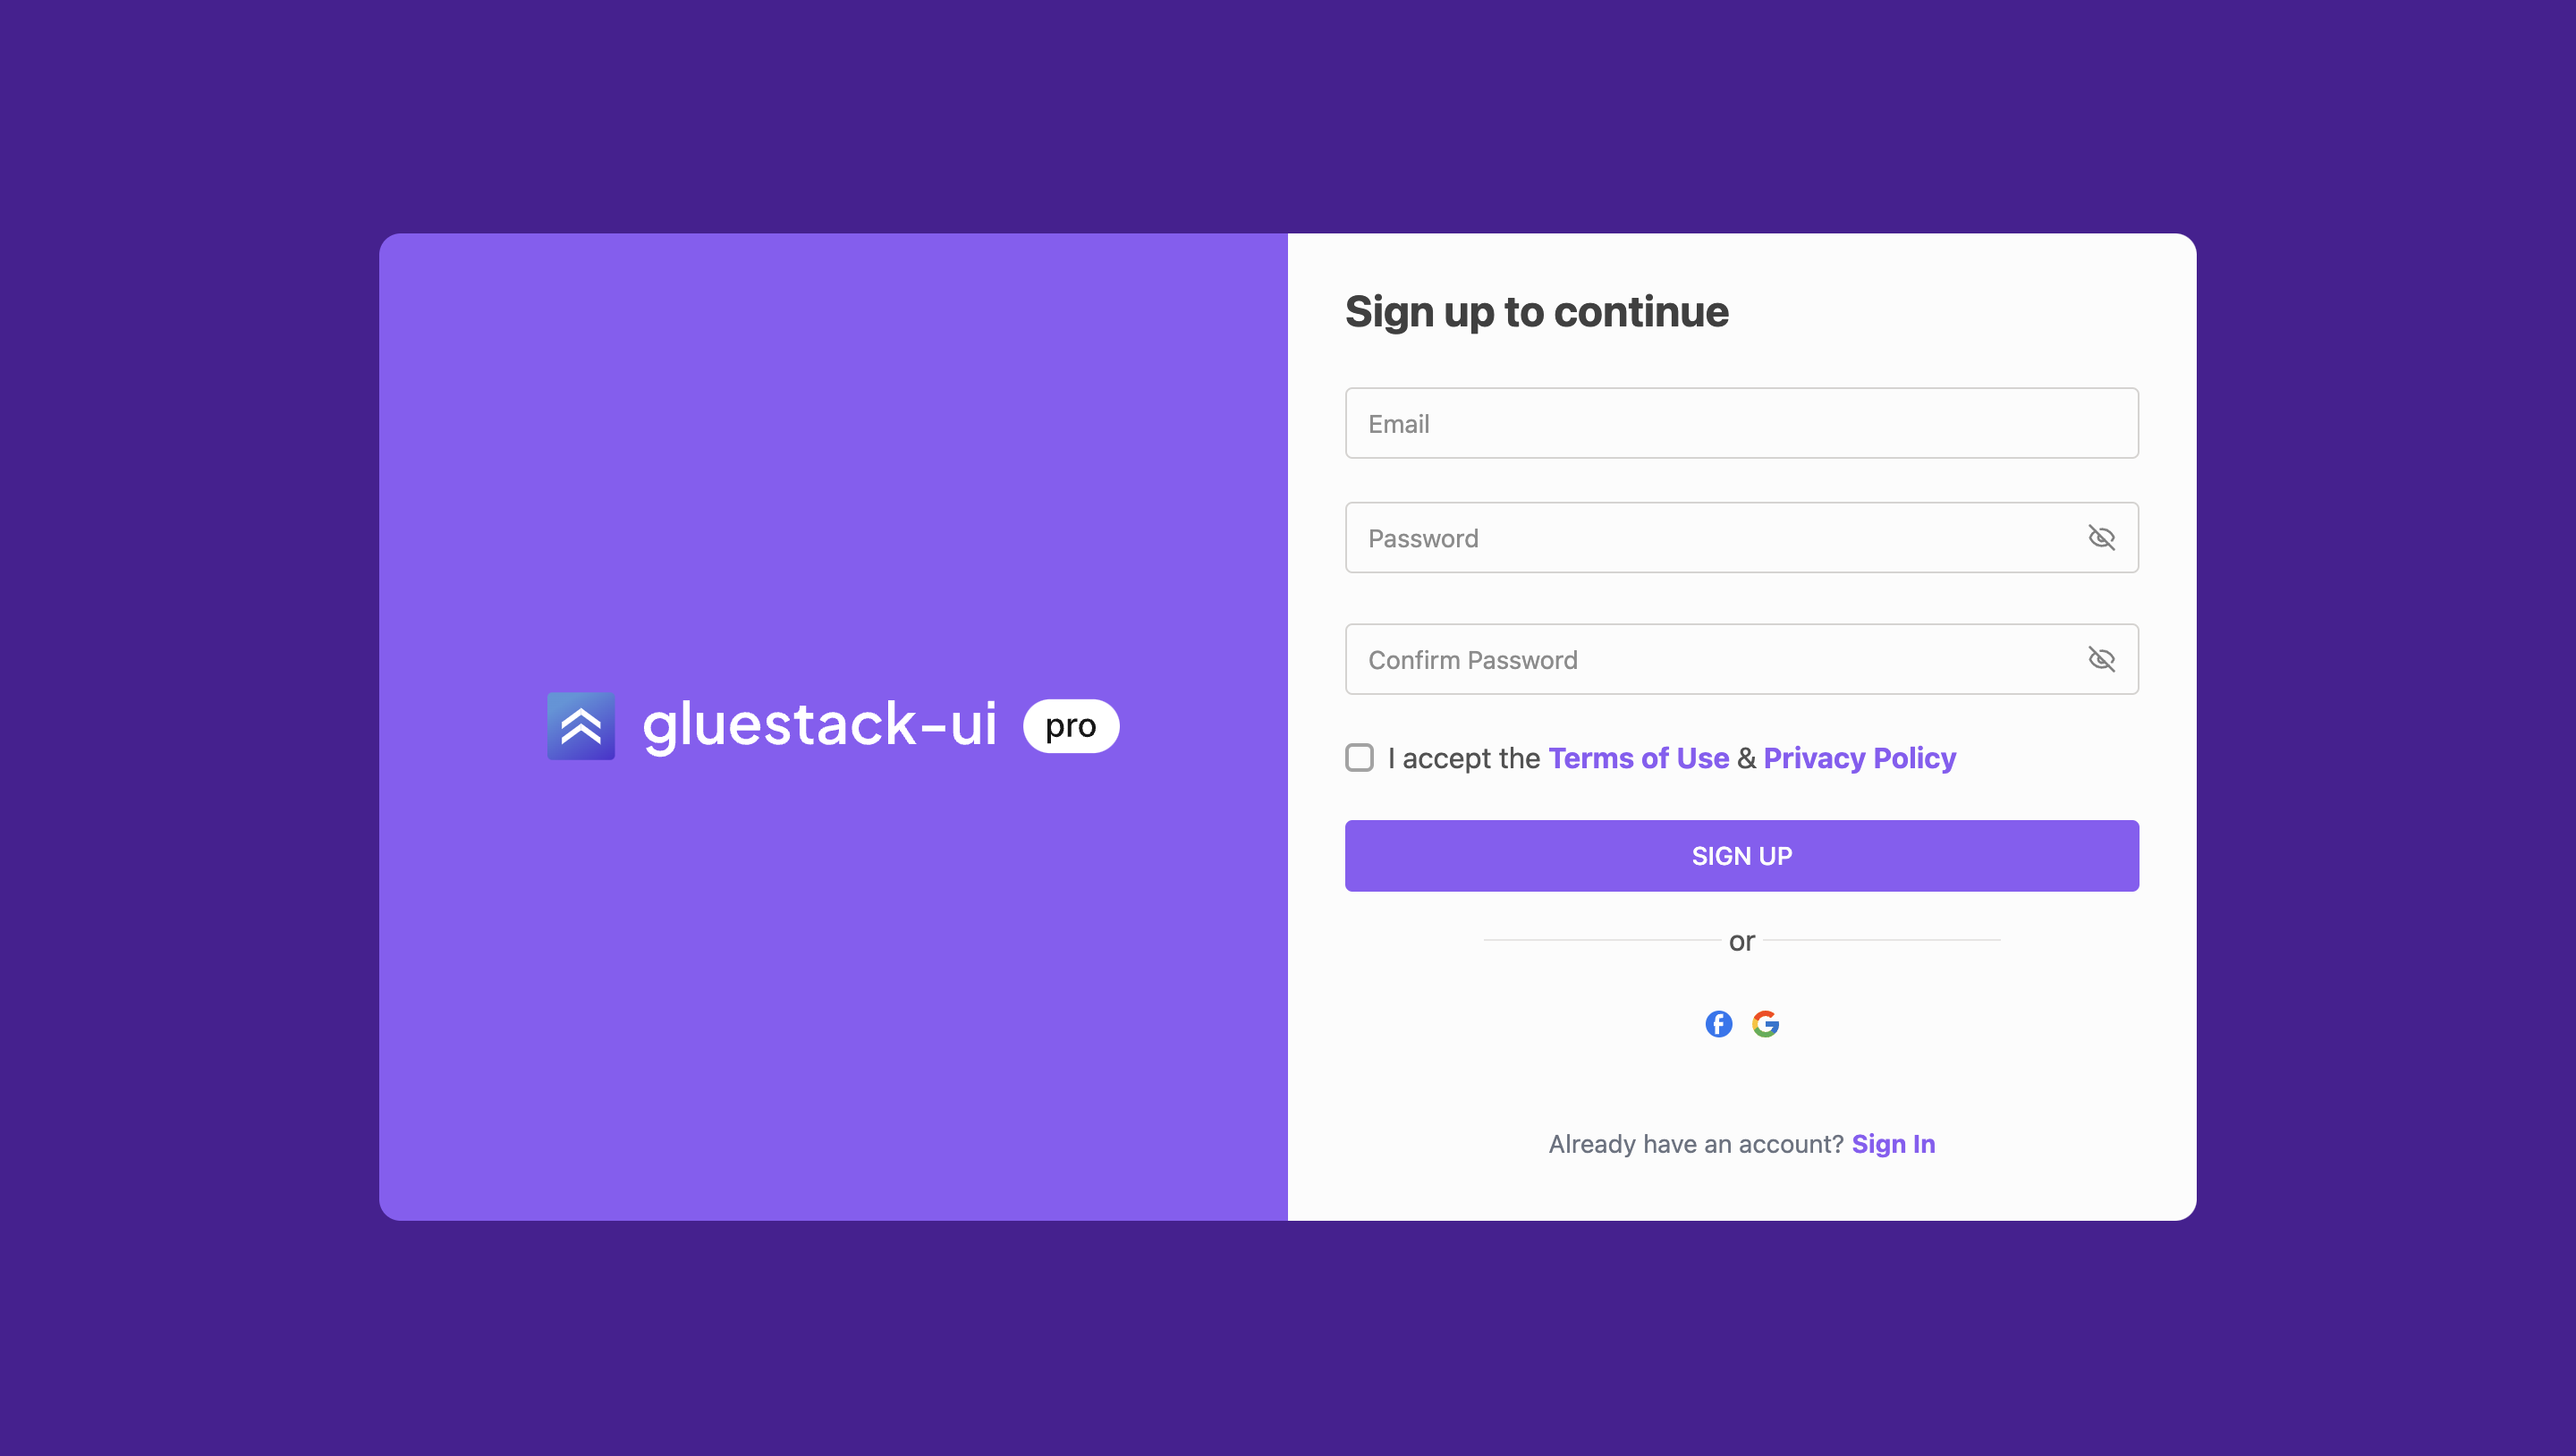 gluestack-ui pro
Sign up to continue
Email
Password
Confirm Password
I accept the Terms of Use & Privacy Policy
SIGN UP
or
Already have an account? Sign In